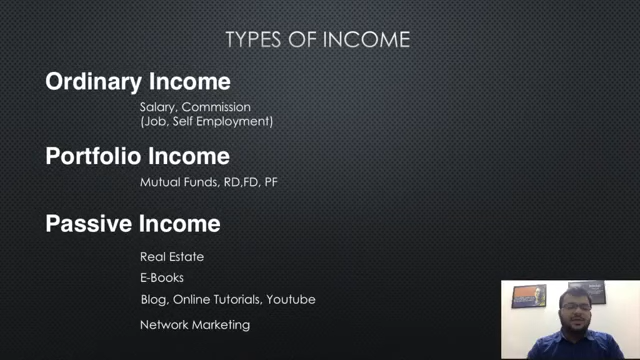 TYPES OF INCOME
Ordinary Income
Salary, Commission
(Job, Self Employment)
Portfolio Income
Mutual Funds, RD,FD, PF
Passive Income
Real Estate
E-Books
Blog, Online Tutorials, Youtube
Network Marketing